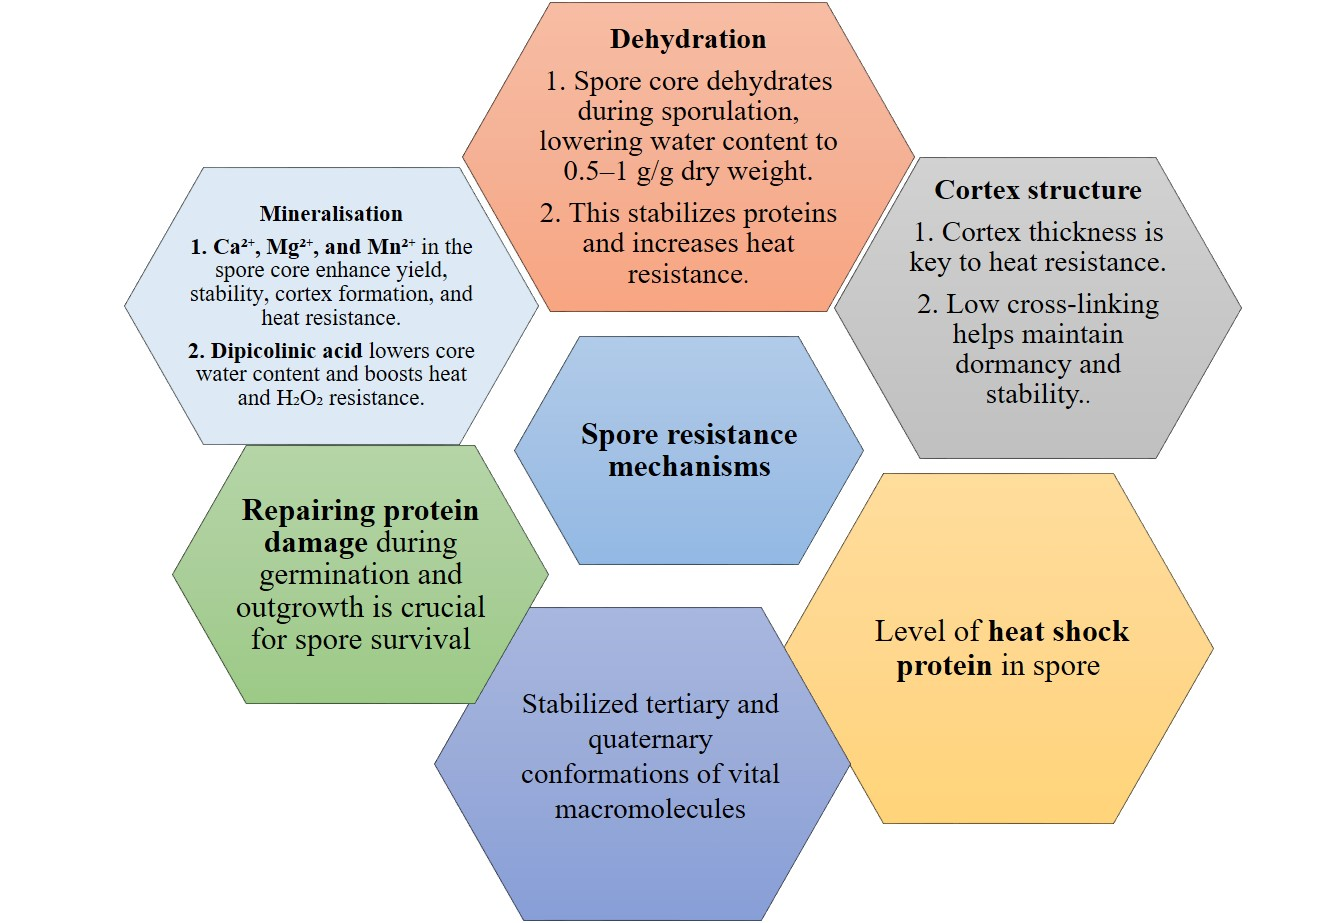 Dehydration
1. Spore core dehydrates
during sporulation,
lowering water content to
0.5–1 g/g dry weight.
2. This stabilizes proteins
and increases heat
resistance.
Mineralisation
1. Ca²⁺, Mg²⁺, and Mn²⁺ in the
spore core enhance yield,
stability, cortex formation, and
heat resistance.
2. Dipicolinic acid lowers core
water content and boosts heat
and H₂O₂ resistance.
Cortex structure
1. Cortex thickness is
key to heat resistance.
2. Low cross-linking
helps maintain
dormancy and
stability..
Spore resistance
mechanisms
Repairing protein
damage during
germination and
outgrowth is crucial
for spore survival
Level of heat shock
protein in spore
Stabilized tertiary and
quaternary
conformations of vital
macromolecules